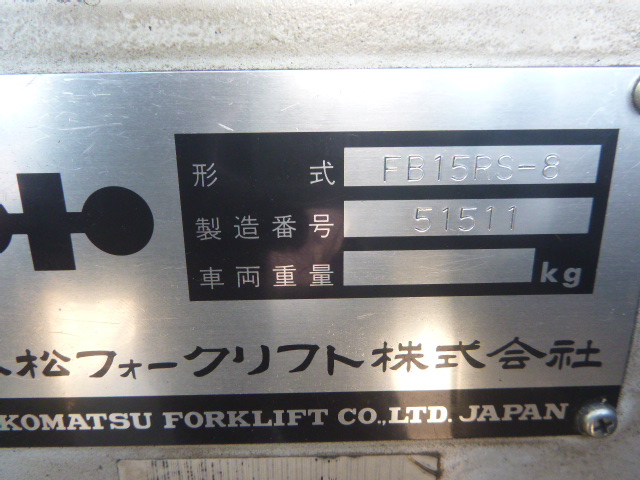 形式 FB15RS-8
製造番号 51511
車両重量 kg
松フォークリフト株式会社
KOMATSU FORKLIFT CO.,LTD. JAPAN